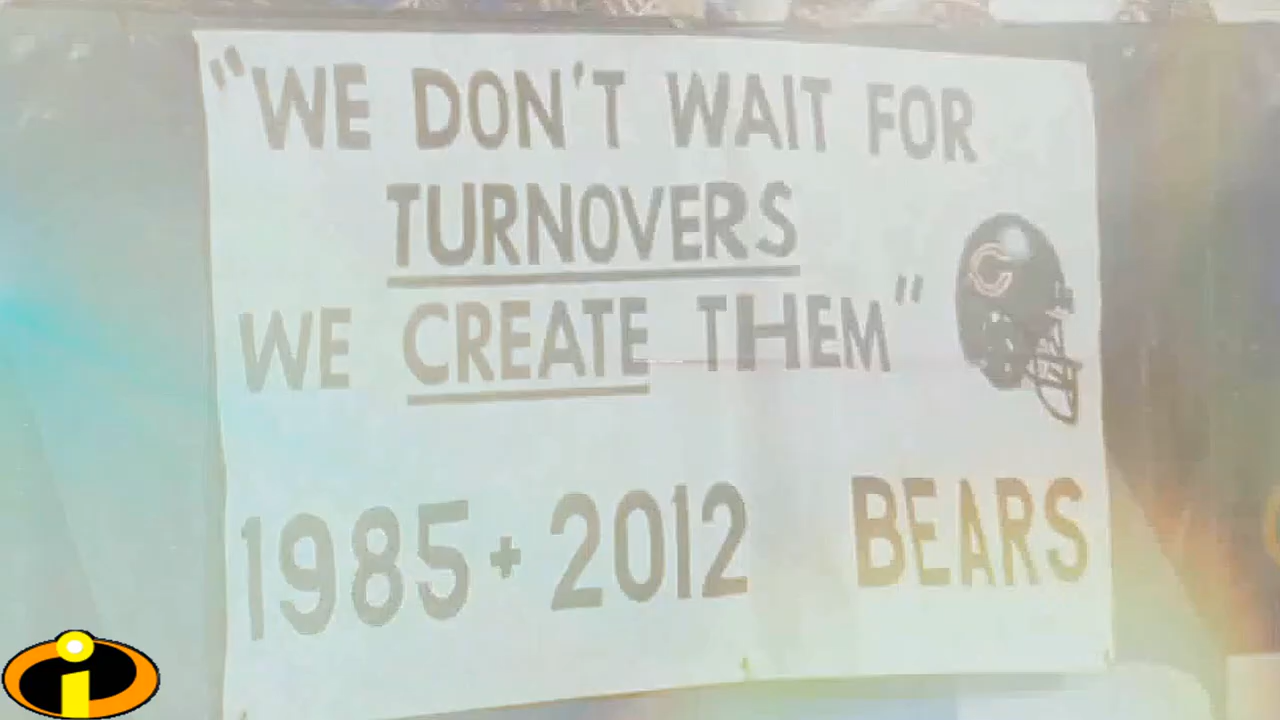 "WE DON'T WAIT FOR
TURNOVERS
WE CREATE THEM"
1985 + 2012 BEARS
C
i